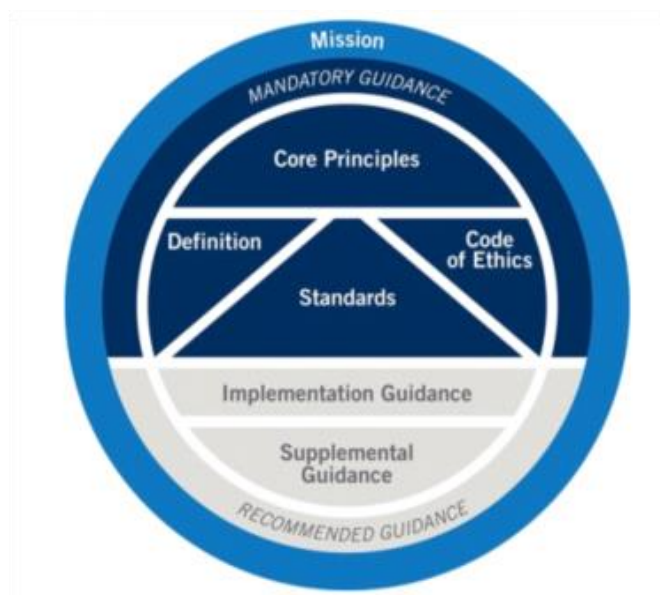 Mission
MANDATORY GUIDANCE
Core Principles
Definition
Code
of Ethics
Standards
Implementation Guidance
Supplemental
Guidance
RECOMMENDED GUIDANCE